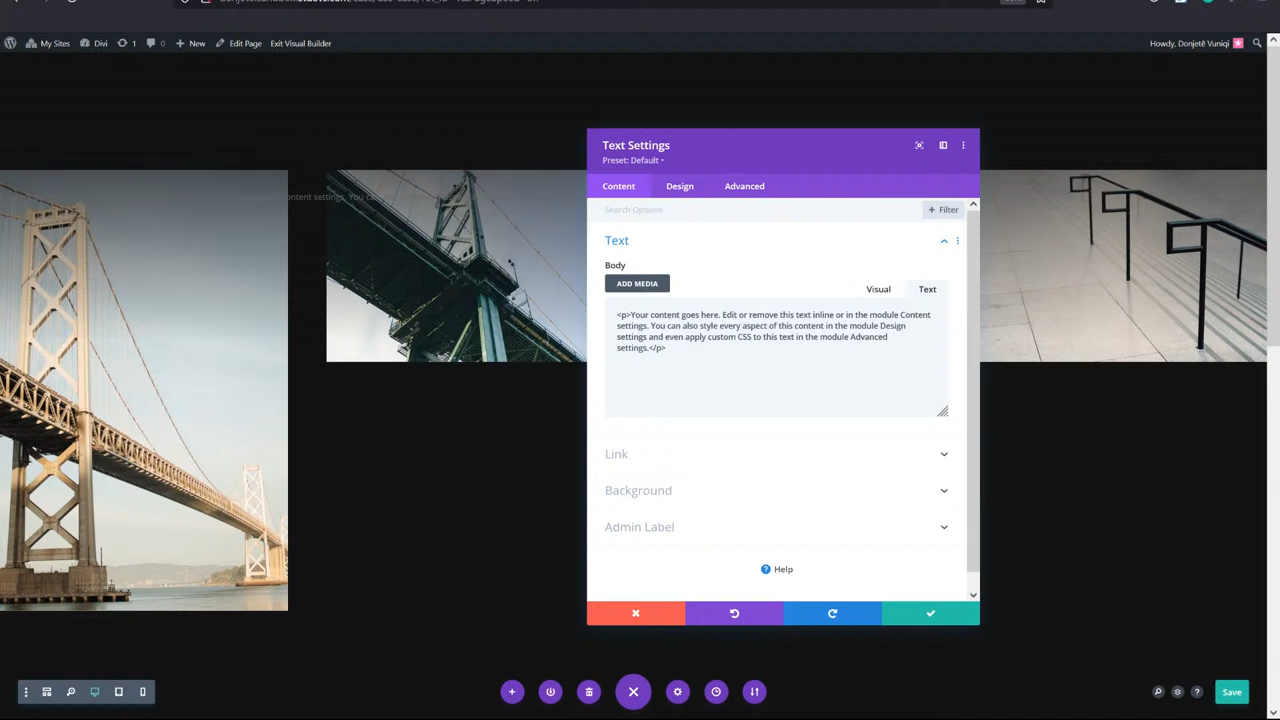 My Sites
Divi
1
0
New
Edit Page
Exit Visual Builder
Howdy, Donjetë Vuniqi
Text Settings
Preset: Default
Content
Design
Advanced
Search Options
+ Filter
ontent settings. You ca
Text
Body
ADD MEDIA
Visual
Text
<p>Your content goes here. Edit or remove this text inline or in the module Content
settings. You can also style every aspect of this content in the module Design
settings and even apply custom CSS to this text in the module Advanced
settings.</p>
Link
Background
Admin Label
Help
Save